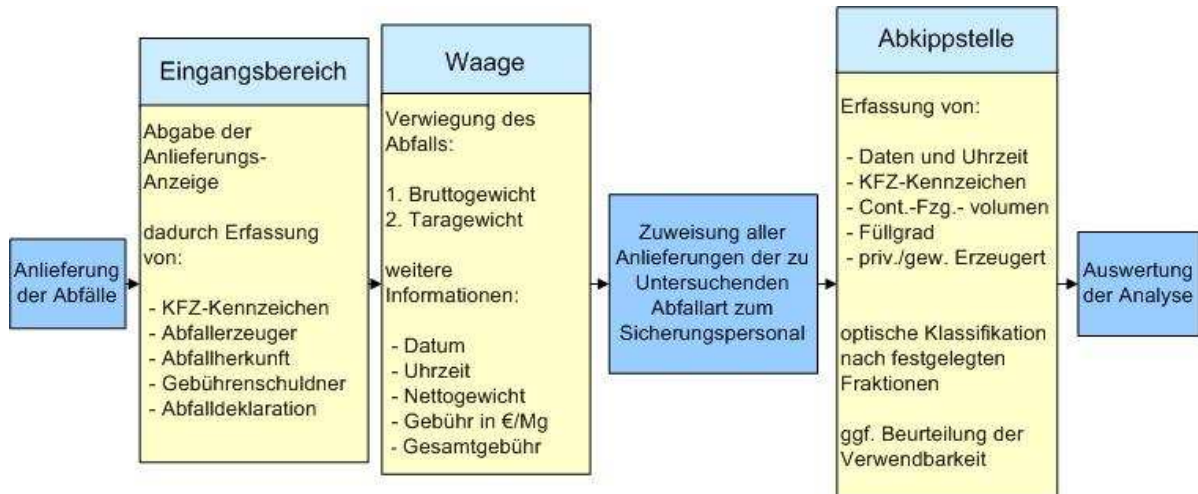 Anlieferung
der Abfälle
Eingangsbereich
Abgabe der
Anlieferungs-
Anzeige
dadurch Erfassung
von:
- KFZ-Kennzeichen
- Abfallerzeuger
- Abfallherkunft
- Gebührenschuldner
- Abfalldeklaration
Waage
Verwiegung des
Abfalls:
1. Bruttogewicht
2. Taragewicht
weitere
Informationen:
- Datum
- Uhrzeit
- Nettogewicht
- Gebühr in €/Mg
- Gesamtgebühr
Zuweisung aller
Anlieferungen der zu
Untersuchenden
Abfallart zum
Sicherungspersonal
Abkippstelle
Erfassung von:
- Daten und Uhrzeit
- KFZ-Kennzeichen
- Cont.-Fzg.- volumen
- Füllgrad
- priv./gew. Erzeugert
optische Klassifikation
nach festgelegten
Fraktionen
ggf. Beurteilung der
Verwendbarkeit
Auswertung
der Analyse